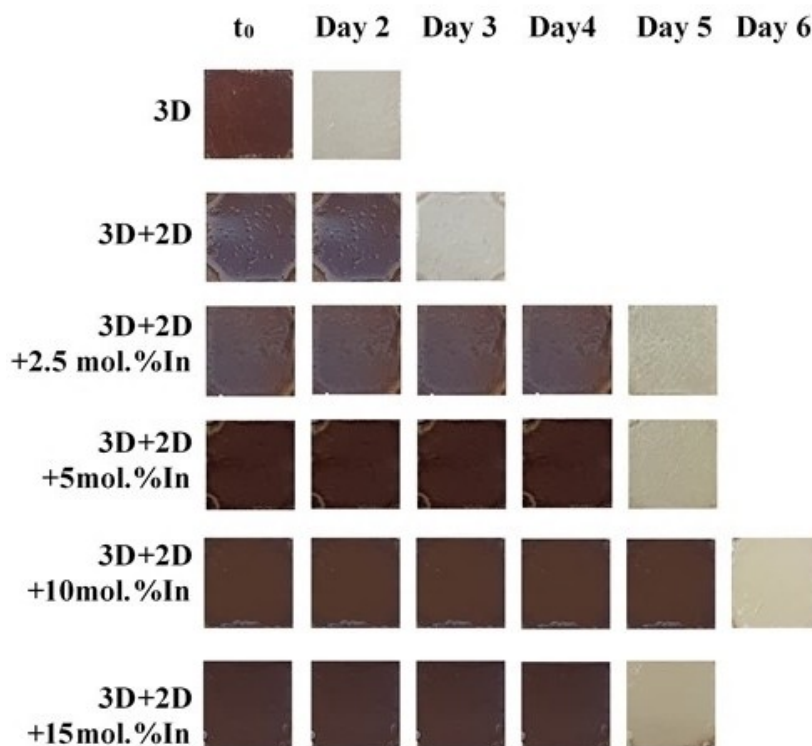 t₀ Day 2 Day 3 Day4 Day 5 Day 6
3D
3D+2D
3D+2D
+2.5 mol.%In
3D+2D
+5mol.%In
3D+2D
+10mol.%In
3D+2D
+15mol.%In